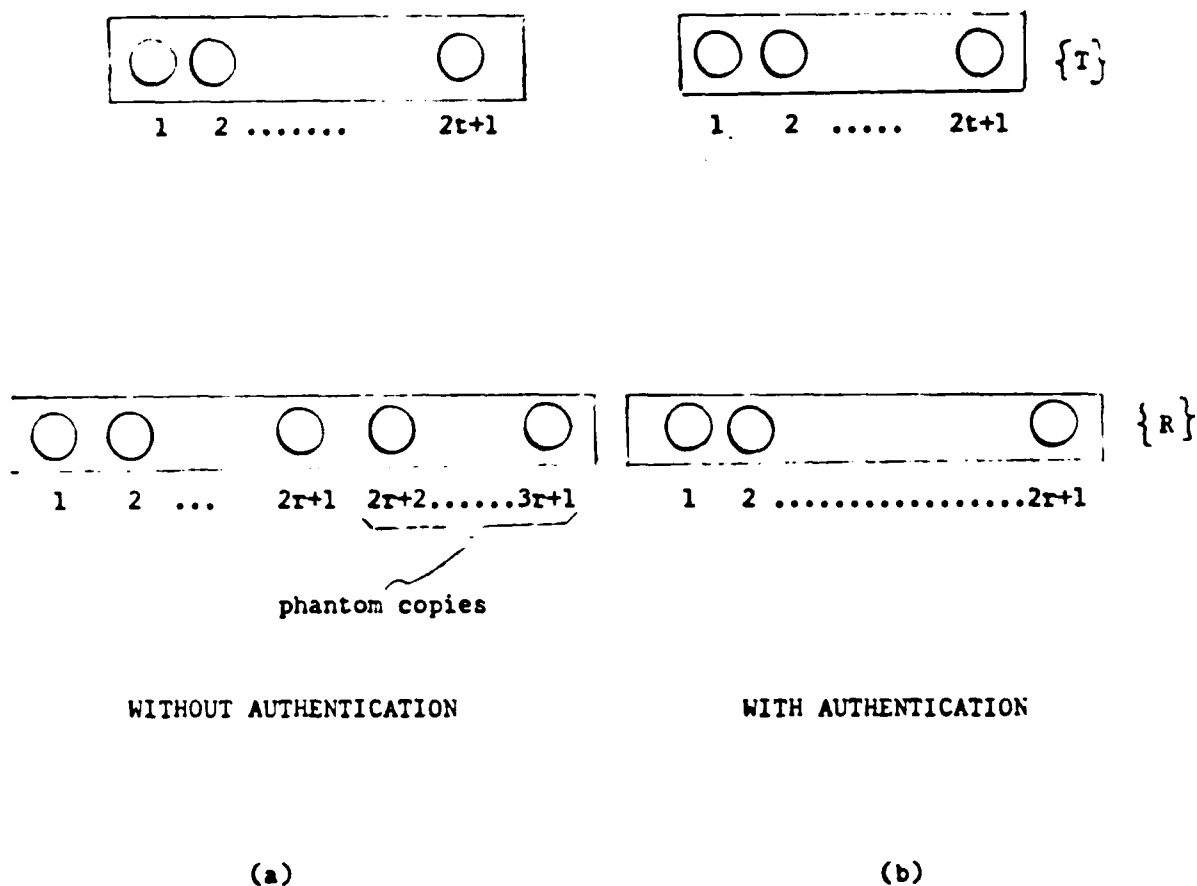 {T}
1 2 ....... 2t+1 1 2 ..... 2t+1
{R}
1 2 ... 2r+1 2r+2......3r+1 1 2 .................2r+1
phantom copies
WITHOUT AUTHENTICATION WITH AUTHENTICATION
(a) (b)